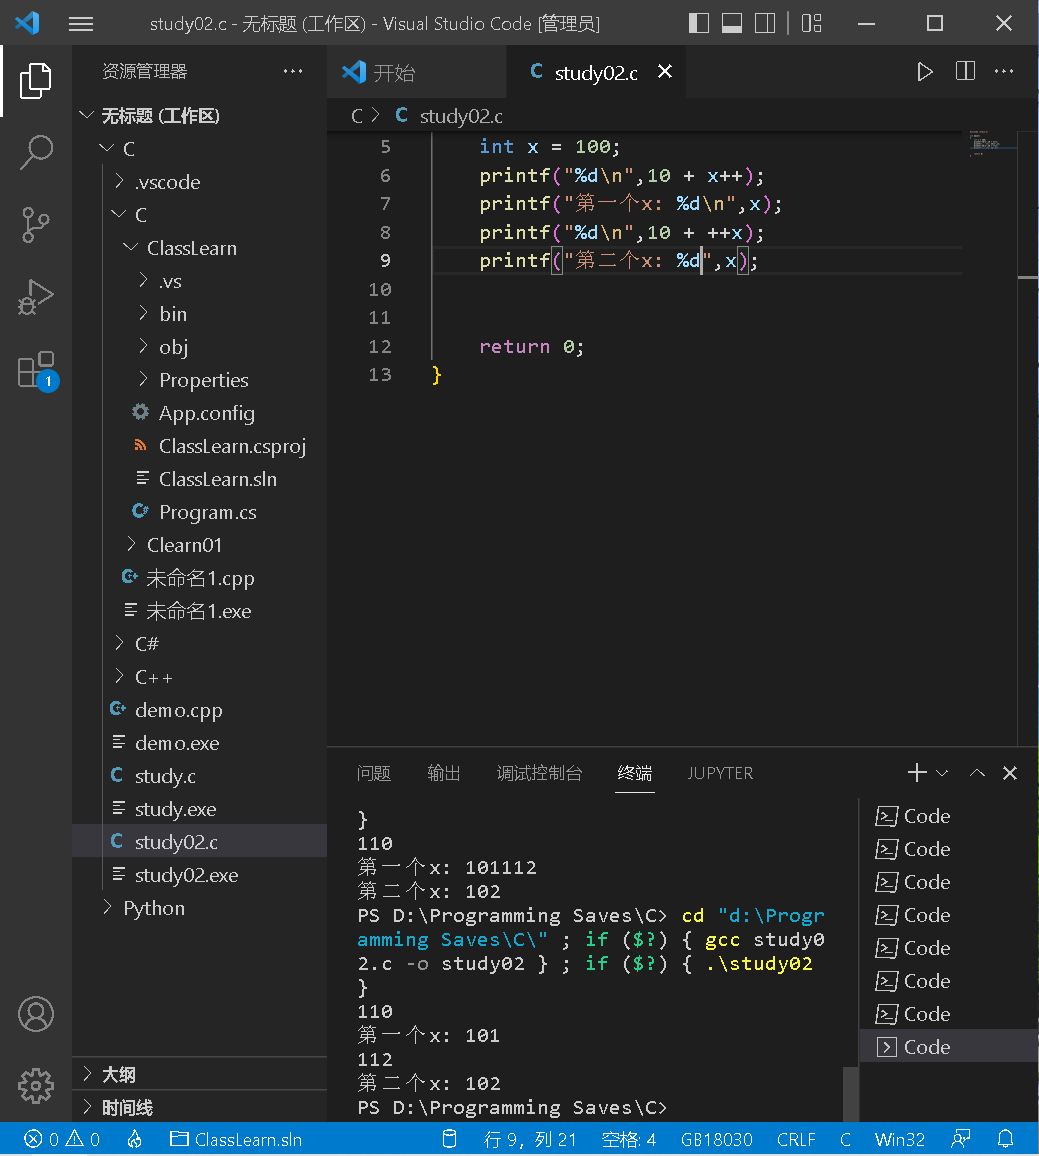 study02.c - 无标题 (工作区) - Visual Studio Code [管理员]
资源管理器
无标题 (工作区)
C
.vscode
C
ClassLearn
.vs
bin
obj
Properties
App.config
ClassLearn.csproj
ClassLearn.sln
Program.cs
Clearn01
未命名1.cpp
未命名1.exe
C#
C++
demo.cpp
demo.exe
study.c
study.exe
study02.c
study02.exe
Python
大纲
时间线
1
开始
C study02.c
C > C study02.c
5 int x = 100;
6 printf("%d\n",10 + x++);
7 printf("第一个x: %d\n",x);
8 printf("%d\n",10 + ++x);
9 printf("第二个x: %d",x);
10
11
12 return 0;
13 }
问题 输出 调试控制台 终端 JUPYTER
}
110
第一个x: 101112
第二个x: 102
PS D:\Programming Saves\C> cd "d:\Progr
amming Saves\C\" ; if ($?) { gcc study0
2.c -o study02 } ; if ($?) { .\study02
}
110
第一个x: 101
112
第二个x: 102
PS D:\Programming Saves\C>
Code
Code
Code
Code
Code
Code
Code
Code
0 0 ClassLearn.sln 行 9，列 21 空格: 4 GB18030 CRLF C Win32